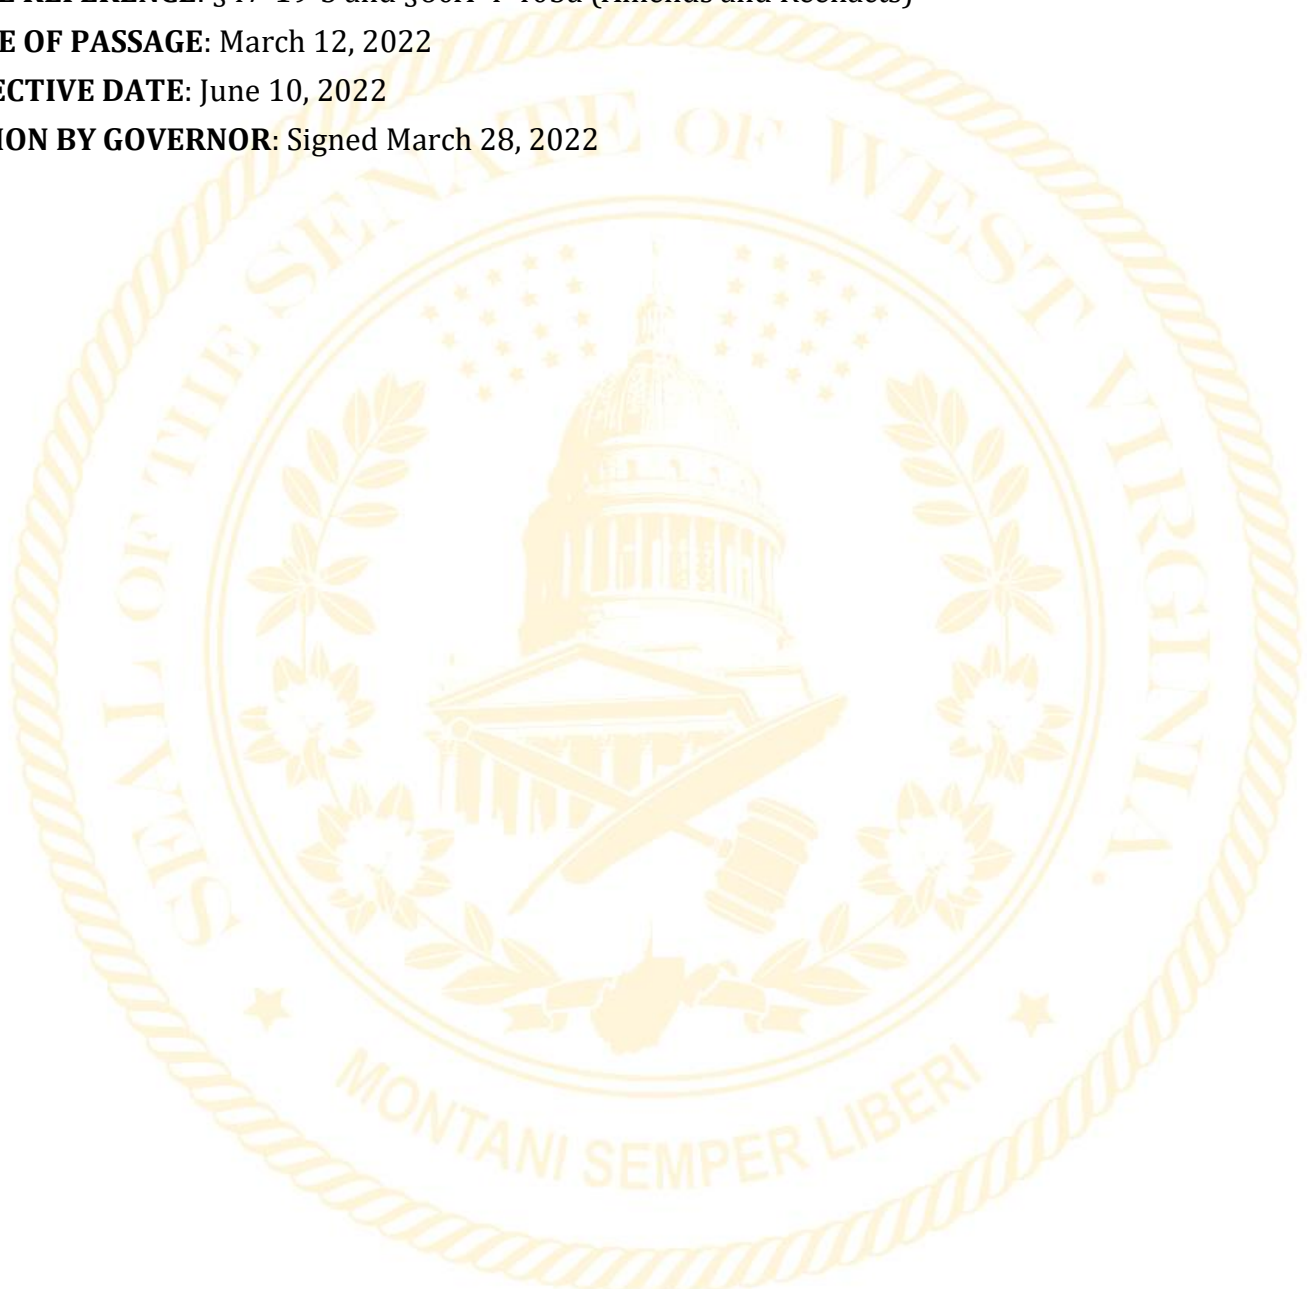 E OF PASSAGE: March 12, 2022
ECTIVE DATE: June 10, 2022
ION BY GOVERNOR: Signed March 28, 2022
SEAL OF THE SENATE OF WEST VIRGINIA
MONTANI SEMPER LIBERI